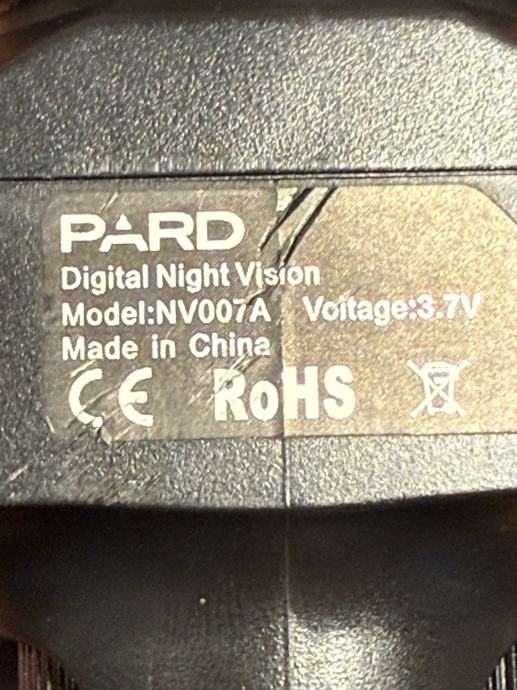 PARD
Digital Night Vision
Model:NV007A Voltage:3.7V
Made in China
CE RoHS